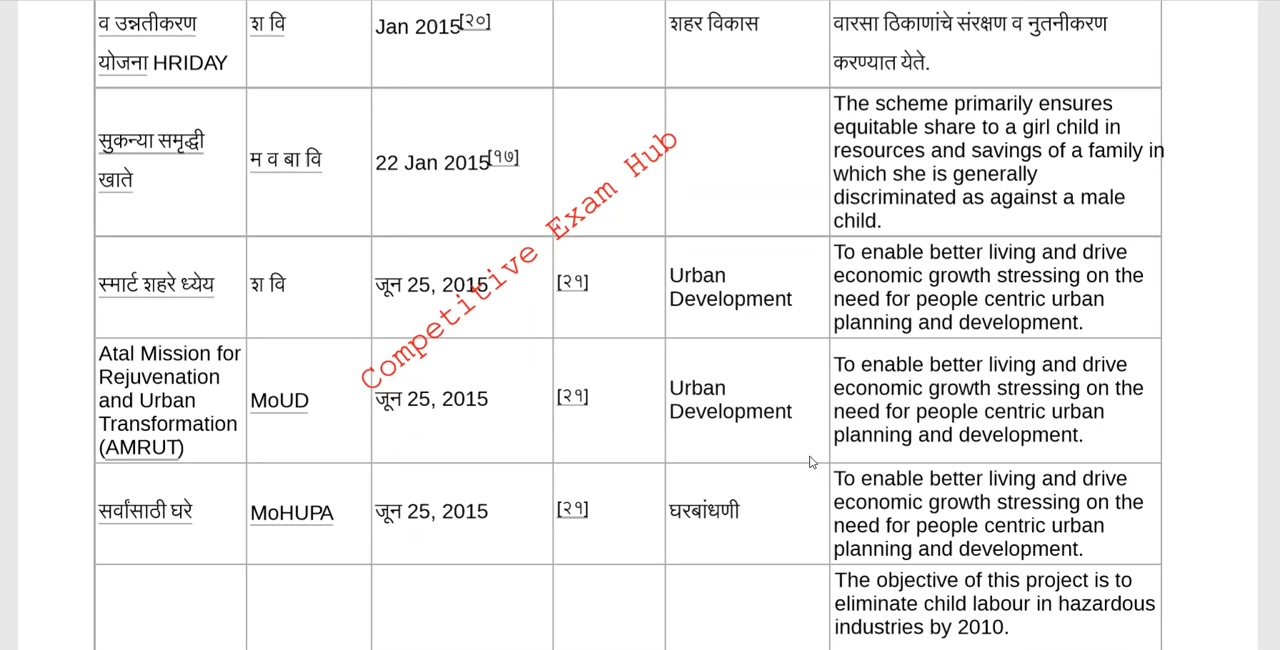 व उन्नतीकरण
योजना HRIDAY
श वि
Jan 2015[२०]
शहर विकास
वारसा ठिकाणांचे संरक्षण व नुतनीकरण
करण्यात येते.
सुकन्या समृद्धी
खाते
म व बा वि
22 Jan 2015[१७]
The scheme primarily ensures
equitable share to a girl child in
resources and savings of a family in
which she is generally
discriminated as against a male
child.
स्मार्ट शहरे ध्येय
श वि
जून 25, 2015
[२१]
Urban
Development
To enable better living and drive
economic growth stressing on the
need for people centric urban
planning and development.
Atal Mission for
Rejuvenation
and Urban
Transformation
(AMRUT)
MoUD
जून 25, 2015
[२१]
Urban
Development
To enable better living and drive
economic growth stressing on the
need for people centric urban
planning and development.
सर्वांसाठी घरे
MoHUPA
जून 25, 2015
[२१]
घरबांधणी
To enable better living and drive
economic growth stressing on the
need for people centric urban
planning and development.
The objective of this project is to
eliminate child labour in hazardous
industries by 2010.
Competitive Exam Hub